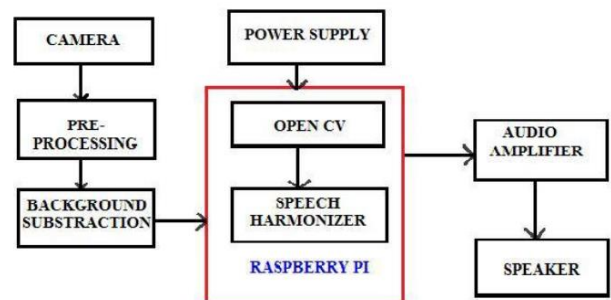 CAMERA
PRE-
PROCESSING
BACKGROUND
SUBSTRACTION
POWER SUPPLY
OPEN CV
SPEECH
HARMONIZER
RASPBERRY PI
AUDIO
AMPLIFIER
SPEAKER